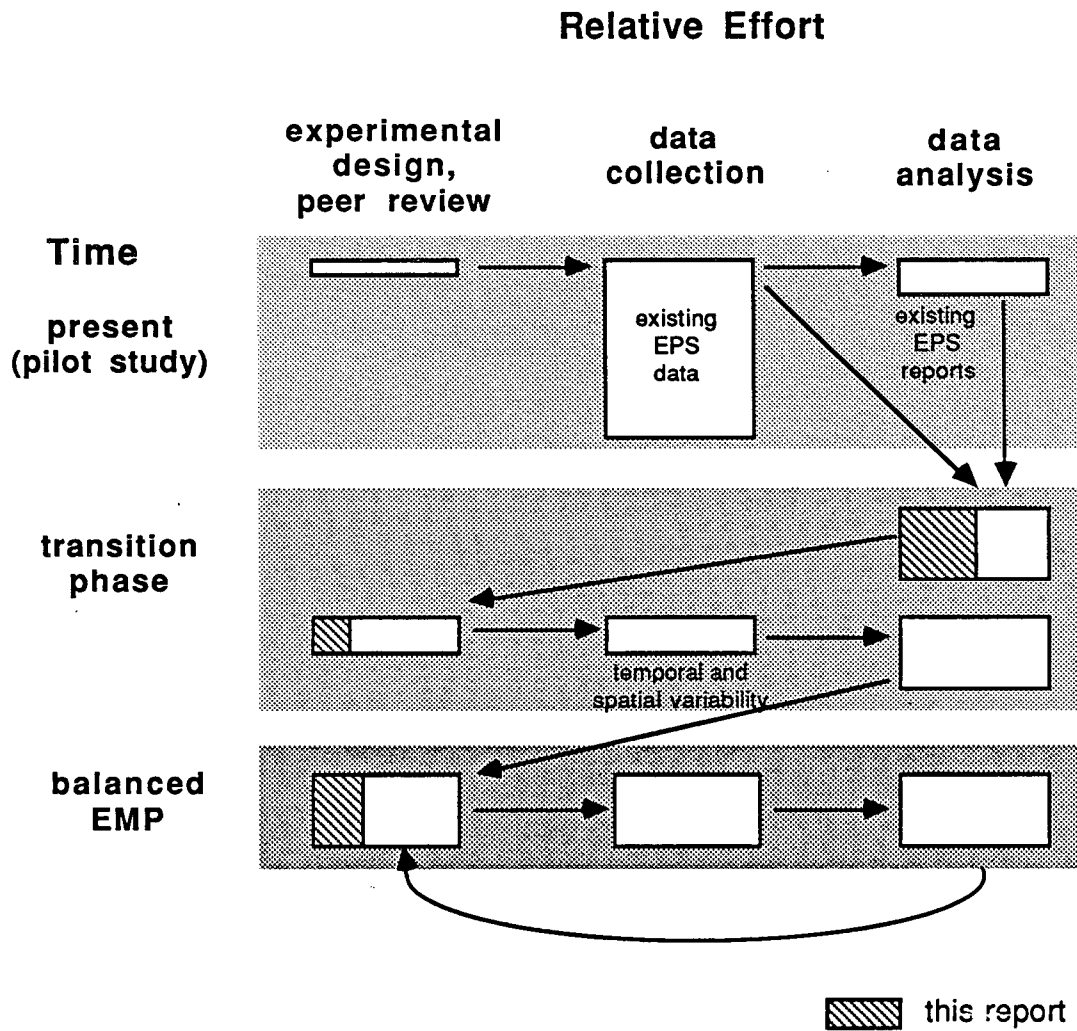 Relative Effort
experimental
design,
peer review
data
collection
data
analysis
Time
present
(pilot study)
existing
EPS
data
existing
EPS
reports
transition
phase
temporal and
spatial variability
balanced
EMP
this report